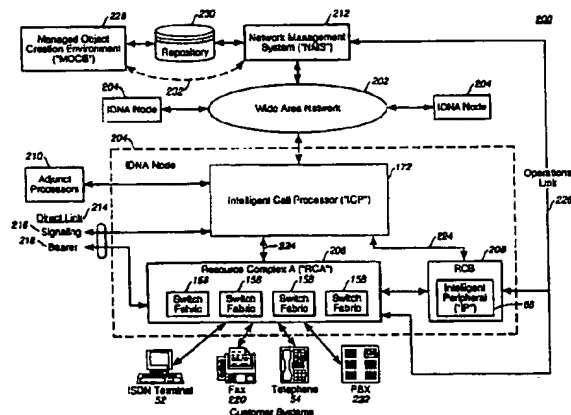 228
230
212
200
Managed Object
Creation Environment
("MOCE")
Repository
Network Management
System ("NMS")
232
202
204
IDNA Node
Wide Area Network
204
IDNA Node
204
IDNA Node
172
210
Adjunct
Processors
Intelligent Call Processor ("ICP")
Operational
Link
226
Direct Link
214
216
Signaling
218
Bearer
224
206
224
208
Resource Complex A ("RCA")
RCB
158
158
158
158
Switch
Fabric
Switch
Fabric
Switch
Fabric
Switch
Fabric
Intelligent
Peripheral
("IP")
88
ISDN Terminal
52
Fax
220
Telephone
54
PBX
222
Customer Systems